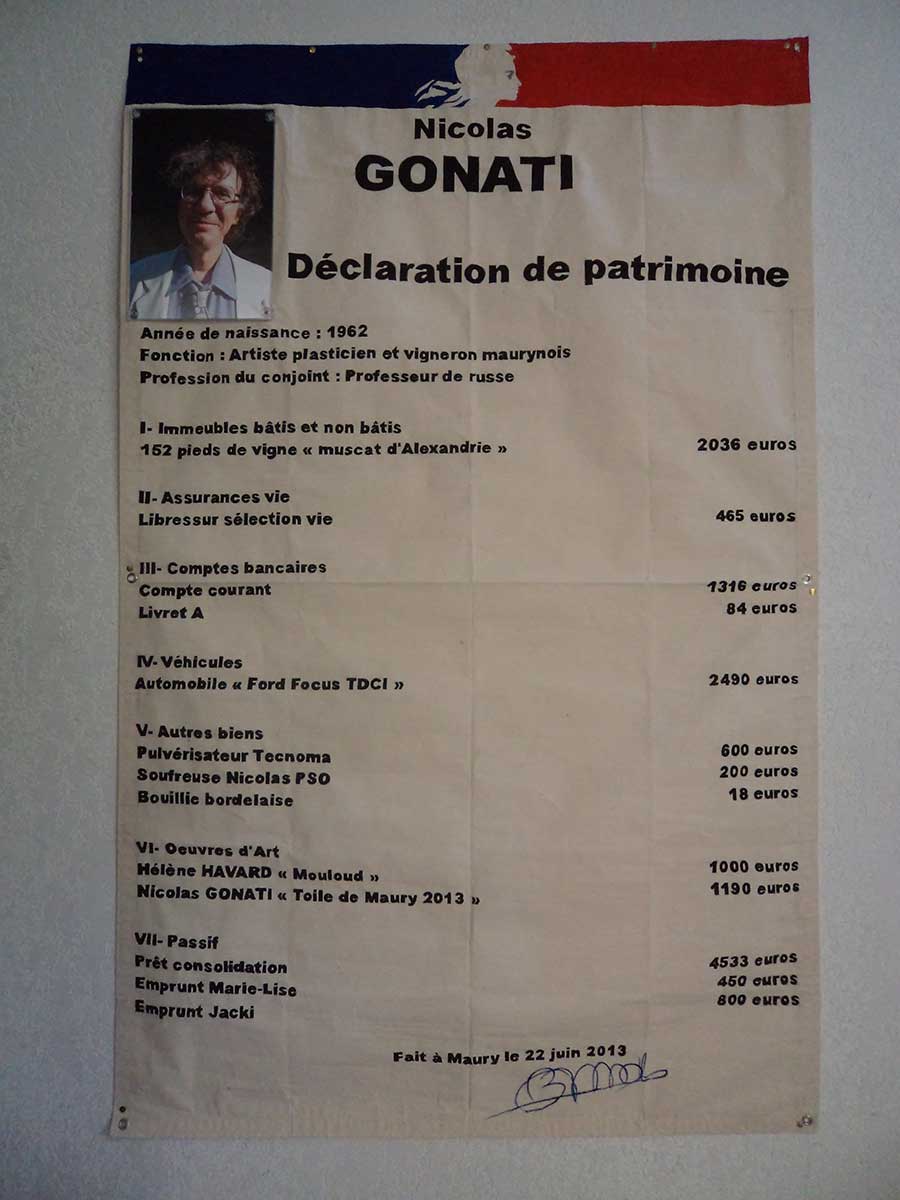 Nicolas
GONATI
Déclaration de patrimoine
Année de naissance : 1962
Fonction : Artiste plasticien et vigneron maurynois
Profession du conjoint : Professeur de russe
I- Immeubles bâtis et non bâtis
152 pieds de vigne « muscat d'Alexandrie » 2036 euros
II- Assurances vie
Libressur sélection vie 465 euros
III- Comptes bancaires
Compte courant 1316 euros
Livret A 84 euros
IV- Véhicules
Automobile « Ford Focus TDCI » 2490 euros
V- Autres biens
Pulvérisateur Tecnoma 600 euros
Soufreuse Nicolas PSO 200 euros
Bouillie bordelaise 18 euros
VI- Oeuvres d'Art
Hélène HAVARD « Mouloud » 1000 euros
Nicolas GONATI « Toile de Maury 2013 » 1190 euros
VII- Passif
Prêt consolidation 4533 euros
Emprunt Marie-Lise 450 euros
Emprunt Jacki 800 euros
Fait à Maury le 22 juin 2013